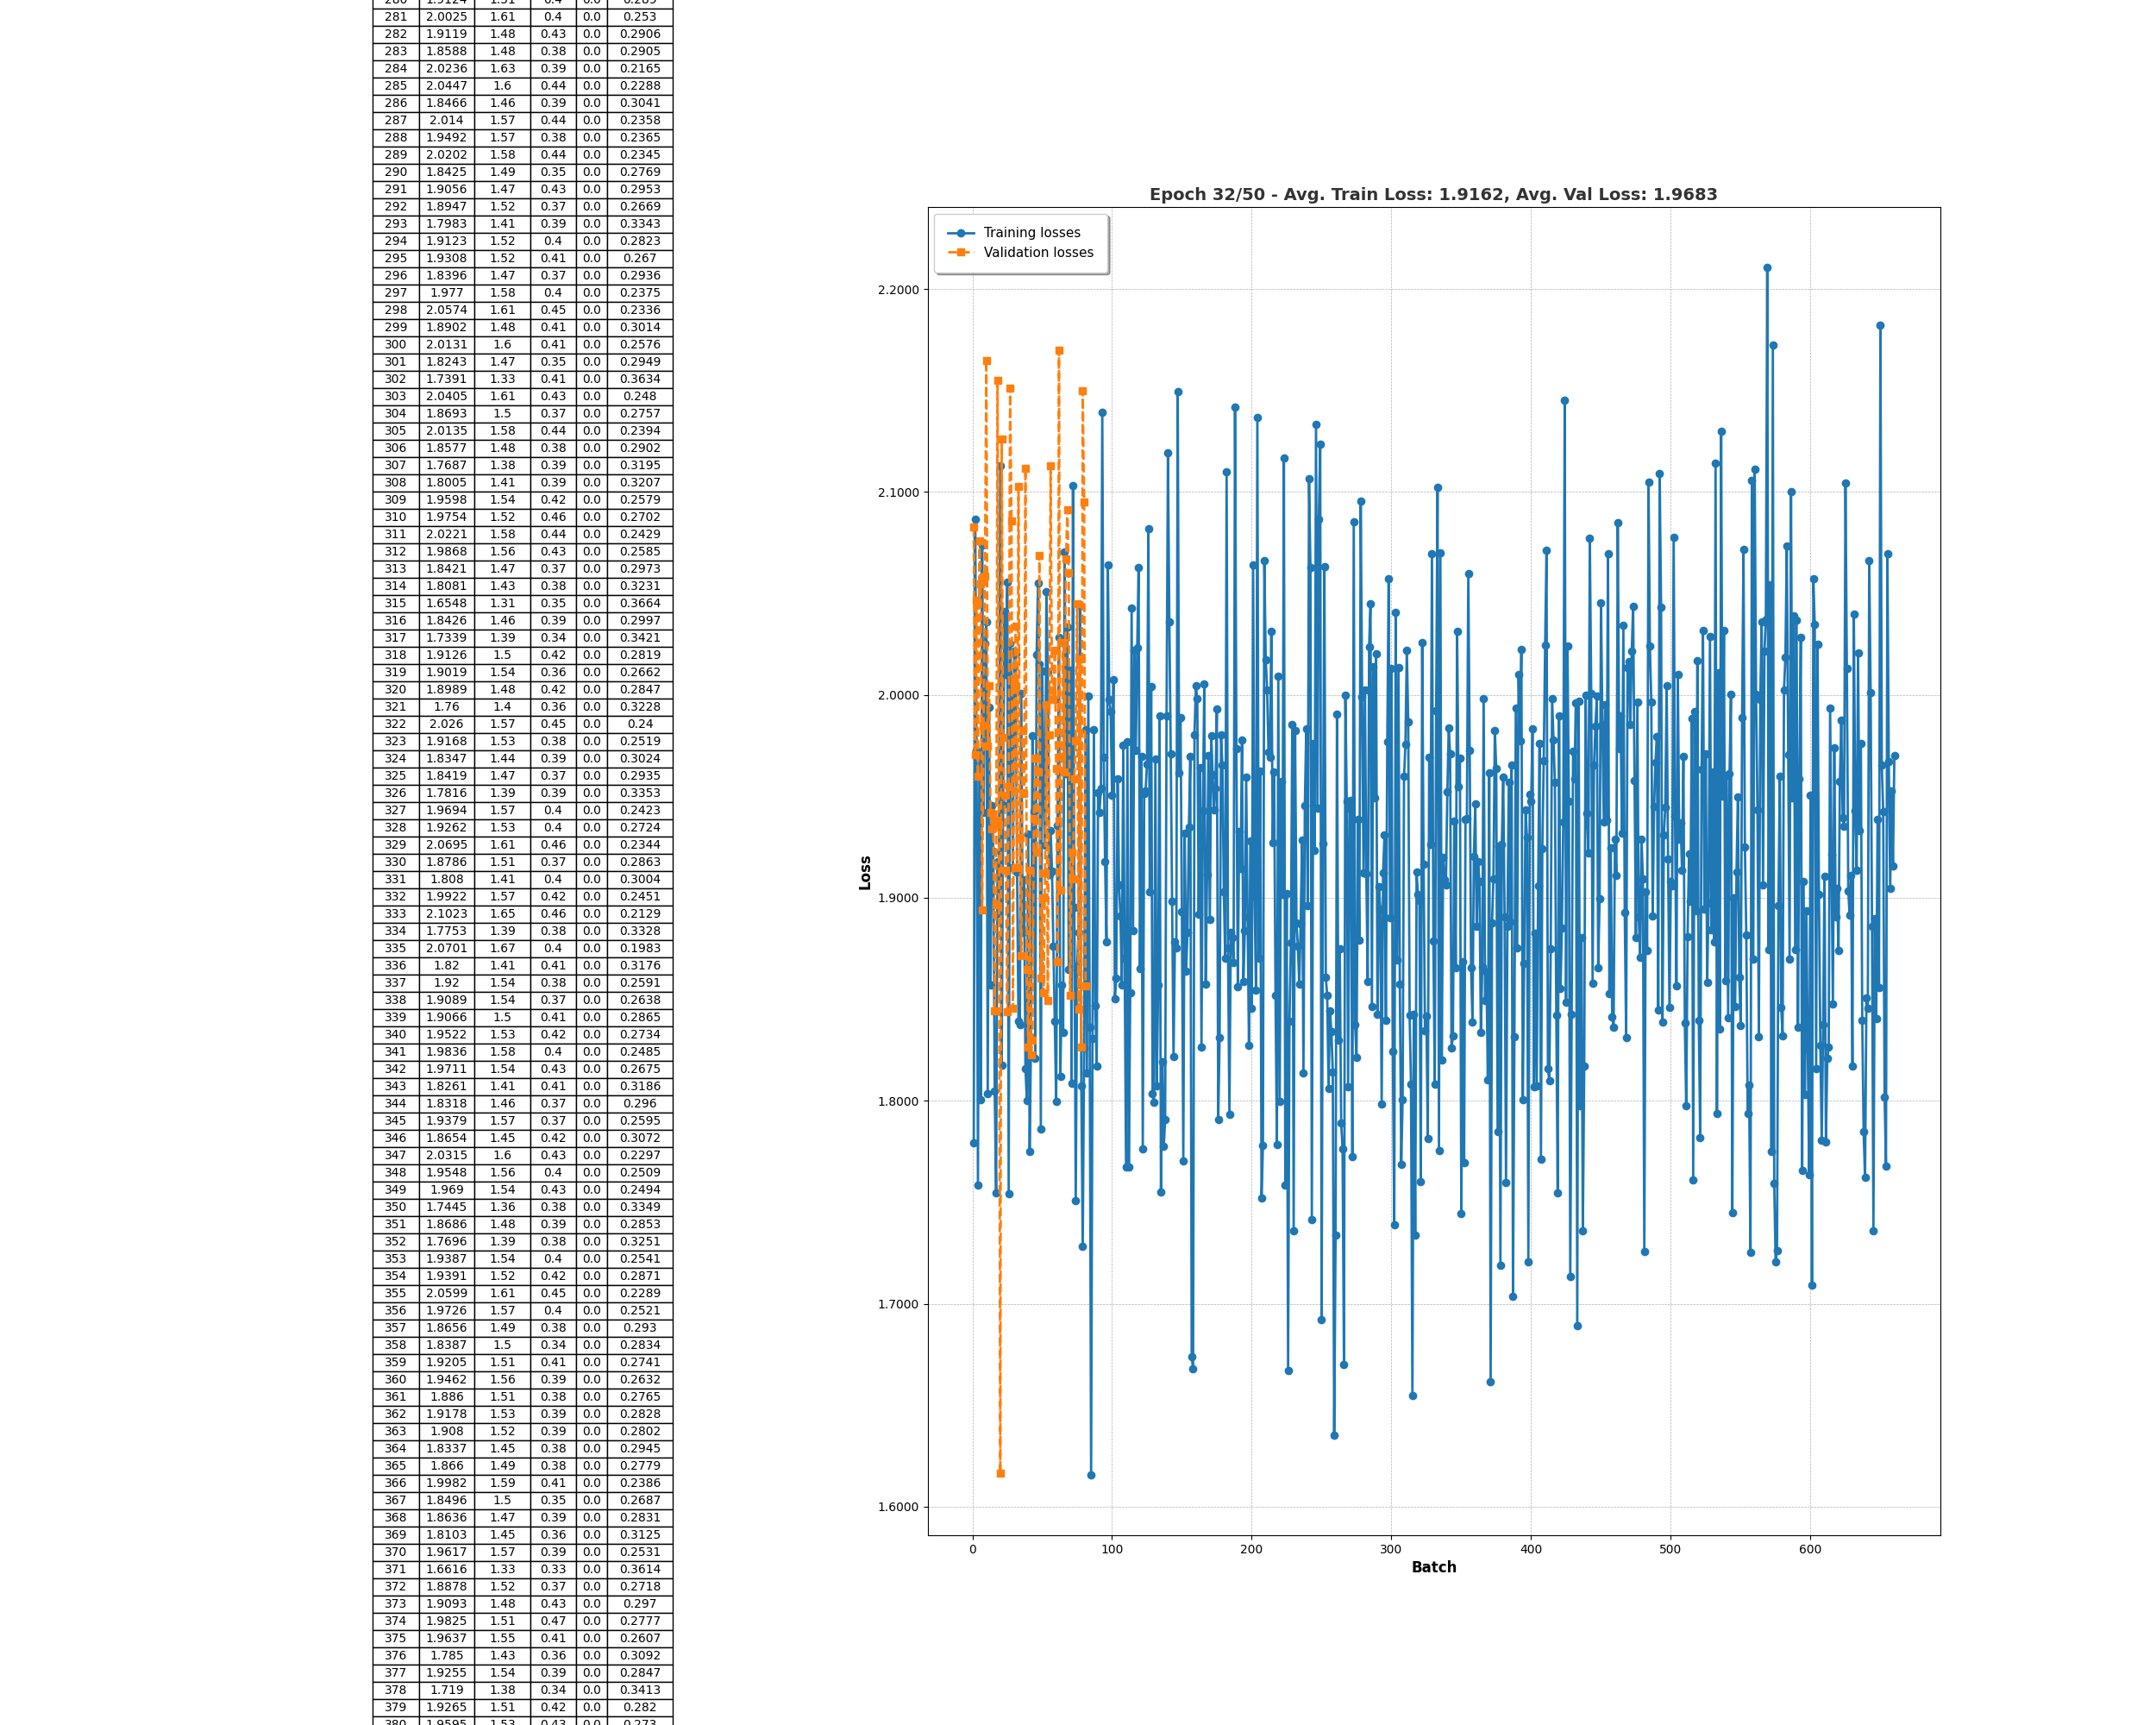 280 1.9124 1.51 0.4 0.0 0.289
281 2.0025 1.61 0.4 0.0 0.253
282 1.9119 1.48 0.43 0.0 0.2906
283 1.8588 1.48 0.38 0.0 0.2905
284 2.0236 1.63 0.39 0.0 0.2165
285 2.0447 1.6 0.44 0.0 0.2288
286 1.8466 1.46 0.39 0.0 0.3041
287 2.014 1.57 0.44 0.0 0.2358
288 1.9492 1.57 0.38 0.0 0.2365
289 2.0202 1.58 0.44 0.0 0.2345
290 1.8425 1.49 0.35 0.0 0.2769
291 1.9056 1.47 0.43 0.0 0.2953
292 1.8947 1.52 0.37 0.0 0.2669
293 1.7983 1.41 0.39 0.0 0.3343
294 1.9123 1.52 0.4 0.0 0.2823
295 1.9308 1.52 0.41 0.0 0.267
296 1.8396 1.47 0.37 0.0 0.2936
297 1.977 1.58 0.4 0.0 0.2375
298 2.0574 1.61 0.45 0.0 0.2336
299 1.8902 1.48 0.41 0.0 0.3014
300 2.0131 1.6 0.41 0.0 0.2576
301 1.8243 1.47 0.35 0.0 0.2949
302 1.7391 1.33 0.41 0.0 0.3634
303 2.0405 1.61 0.43 0.0 0.248
304 1.8693 1.5 0.37 0.0 0.2757
305 2.0135 1.58 0.44 0.0 0.2394
306 1.8577 1.48 0.38 0.0 0.2902
307 1.7687 1.38 0.39 0.0 0.3195
308 1.8005 1.41 0.39 0.0 0.3207
309 1.9598 1.54 0.42 0.0 0.2579
310 1.9754 1.52 0.46 0.0 0.2702
311 2.0221 1.58 0.44 0.0 0.2429
312 1.9868 1.56 0.43 0.0 0.2585
313 1.8421 1.47 0.37 0.0 0.2973
314 1.8081 1.43 0.38 0.0 0.3231
315 1.6548 1.31 0.35 0.0 0.3664
316 1.8426 1.46 0.39 0.0 0.2997
317 1.7339 1.39 0.34 0.0 0.3421
318 1.9126 1.5 0.42 0.0 0.2819
319 1.9019 1.54 0.36 0.0 0.2662
320 1.8989 1.48 0.42 0.0 0.2847
321 1.76 1.4 0.36 0.0 0.3228
322 2.026 1.57 0.45 0.0 0.24
323 1.9168 1.53 0.38 0.0 0.2519
324 1.8347 1.44 0.39 0.0 0.3024
325 1.8419 1.47 0.37 0.0 0.2935
326 1.7816 1.39 0.39 0.0 0.3353
327 1.9694 1.57 0.4 0.0 0.2423
328 1.9262 1.53 0.4 0.0 0.2724
329 2.0695 1.61 0.46 0.0 0.2344
330 1.8786 1.51 0.37 0.0 0.2863
331 1.808 1.41 0.4 0.0 0.3004
332 1.9922 1.57 0.42 0.0 0.2451
333 2.1023 1.65 0.46 0.0 0.2129
334 1.7753 1.39 0.38 0.0 0.3328
335 2.0701 1.67 0.4 0.0 0.1983
336 1.82 1.41 0.41 0.0 0.3176
337 1.92 1.54 0.38 0.0 0.2591
338 1.9089 1.54 0.37 0.0 0.2638
339 1.9066 1.5 0.41 0.0 0.2865
340 1.9522 1.53 0.42 0.0 0.2734
341 1.9836 1.58 0.4 0.0 0.2485
342 1.9711 1.54 0.43 0.0 0.2675
343 1.8261 1.41 0.41 0.0 0.3186
344 1.8318 1.46 0.37 0.0 0.296
345 1.9379 1.57 0.37 0.0 0.2595
346 1.8654 1.45 0.42 0.0 0.3072
347 2.0315 1.6 0.43 0.0 0.2297
348 1.9548 1.56 0.4 0.0 0.2509
349 1.969 1.54 0.43 0.0 0.2494
350 1.7445 1.36 0.38 0.0 0.3349
351 1.8686 1.48 0.39 0.0 0.2853
352 1.7696 1.39 0.38 0.0 0.3251
353 1.9387 1.54 0.4 0.0 0.2541
354 1.9391 1.52 0.42 0.0 0.2871
355 2.0599 1.61 0.45 0.0 0.2289
356 1.9726 1.57 0.4 0.0 0.2521
357 1.8656 1.49 0.38 0.0 0.293
358 1.8387 1.5 0.34 0.0 0.2834
359 1.9205 1.51 0.41 0.0 0.2741
360 1.9462 1.56 0.39 0.0 0.2632
361 1.886 1.51 0.38 0.0 0.2765
362 1.9178 1.53 0.39 0.0 0.2828
363 1.908 1.52 0.39 0.0 0.2802
364 1.8337 1.45 0.38 0.0 0.2945
365 1.866 1.49 0.38 0.0 0.2779
366 1.9982 1.59 0.41 0.0 0.2386
367 1.8496 1.5 0.35 0.0 0.2687
368 1.8636 1.47 0.39 0.0 0.2831
369 1.8103 1.45 0.36 0.0 0.3125
370 1.9617 1.57 0.39 0.0 0.2531
371 1.6616 1.33 0.33 0.0 0.3614
372 1.8878 1.52 0.37 0.0 0.2718
373 1.9093 1.48 0.43 0.0 0.297
374 1.9825 1.51 0.47 0.0 0.2777
375 1.9637 1.55 0.41 0.0 0.2607
376 1.785 1.43 0.36 0.0 0.3092
377 1.9255 1.54 0.39 0.0 0.2847
378 1.719 1.38 0.34 0.0 0.3413
379 1.9265 1.51 0.42 0.0 0.282
380 1.9595 1.53 0.43 0.0 0.273
Epoch 32/50 - Avg. Train Loss: 1.9162, Avg. Val Loss: 1.9683
Training losses
Validation losses
2.2000
2.1000
2.0000
1.9000
1.8000
1.7000
1.6000
Loss
0 100 200 300 400 500 600
Batch